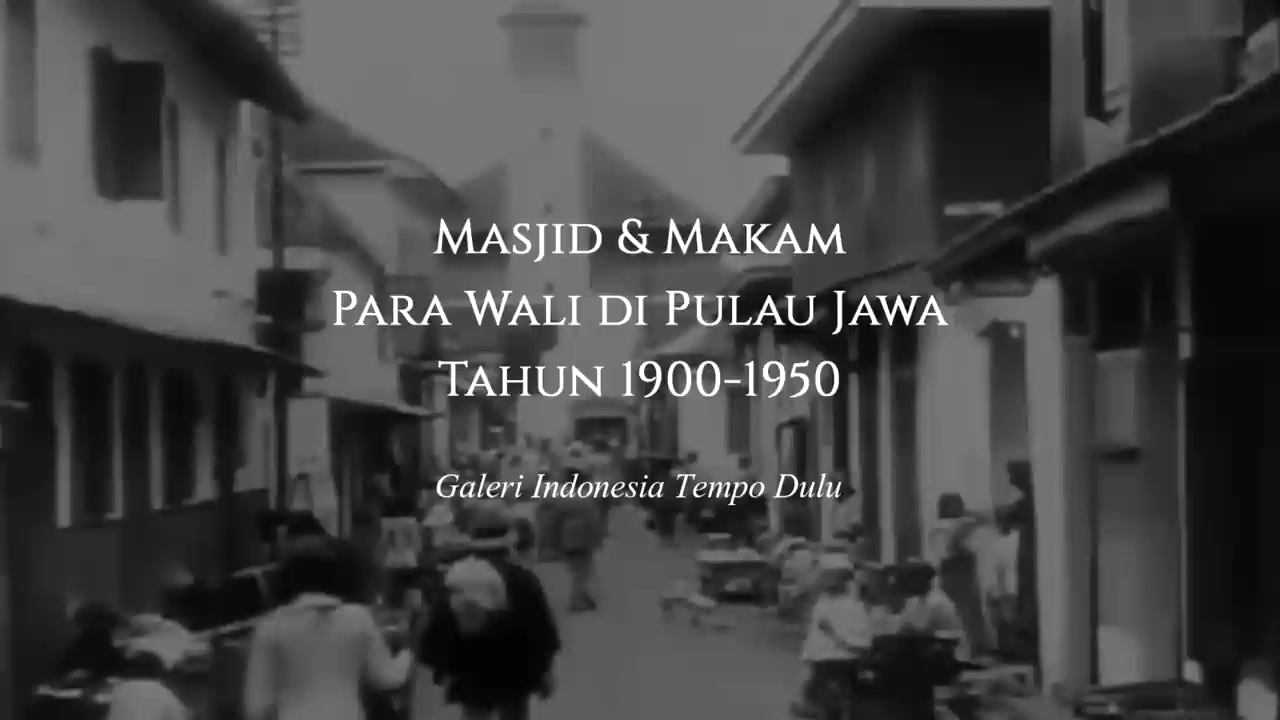 Masjid & Makam
Para Wali di Pulau Jawa
Tahun 1900-1950
Galeri Indonesia Tempo Dulu